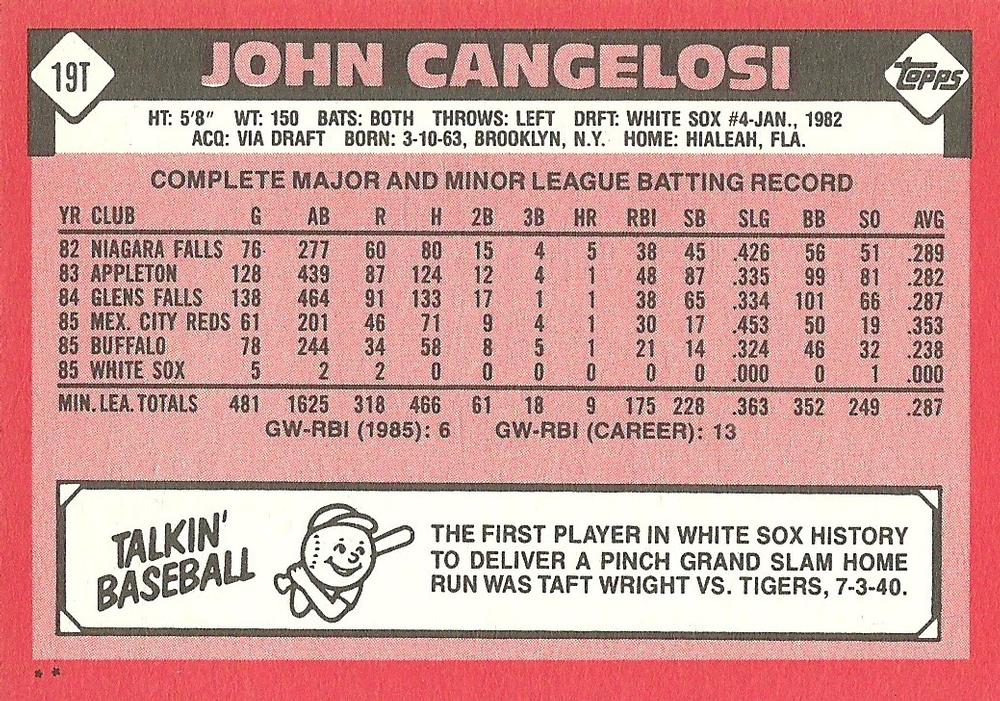 19T
JOHN CANGELOSI
topps
HT: 5'8" WT: 150 BATS: BOTH THROWS: LEFT DRFT: WHITE SOX #4-JAN., 1982
ACQ: VIA DRAFT BORN: 3-10-63, BROOKLYN, N.Y. HOME: HIALEAH, FLA.
COMPLETE MAJOR AND MINOR LEAGUE BATTING RECORD
YR CLUB G AB R H 2B 3B HR RBI SB SLG BB SO AVG
82 NIAGARA FALLS 76 277 60 80 15 4 5 38 45 .426 56 51 .289
83 APPLETON 128 439 87 124 12 4 1 48 87 .335 99 81 .282
84 GLENS FALLS 138 464 91 133 17 1 1 38 65 .334 101 66 .287
85 MEX. CITY REDS 61 201 46 71 9 4 1 30 17 .453 50 19 .353
85 BUFFALO 78 244 34 58 8 5 1 21 14 .324 46 32 .238
85 WHITE SOX 5 2 2 0 0 0 0 0 0 .000 0 1 .000
MIN. LEA. TOTALS 481 1625 318 466 61 18 9 175 228 .363 352 249 .287
GW-RBI (1985): 6 GW-RBI (CAREER): 13
TALKIN'
BASEBALL
THE FIRST PLAYER IN WHITE SOX HISTORY
TO DELIVER A PINCH GRAND SLAM HOME
RUN WAS TAFT WRIGHT VS. TIGERS, 7-3-40.
* *